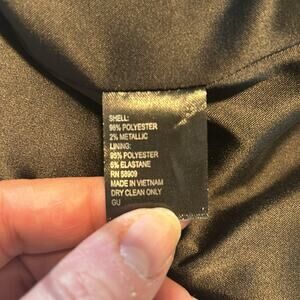 SHELL:
98% POLYESTER
2% METALLIC
LINING:
95% POLYESTER
5% ELASTANE
RN 58909
MADE IN VIETNAM
DRY CLEAN ONLY
GU